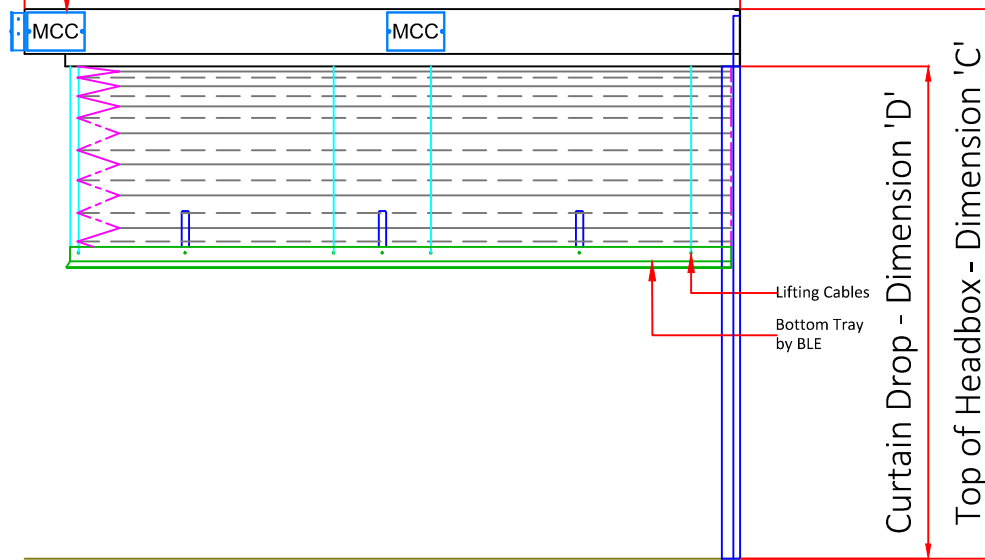 MCC
MCC
Lifting Cables
Bottom Tray
by BLE
Curtain Drop - Dimension 'D'
Top of Headbox - Dimension 'C'